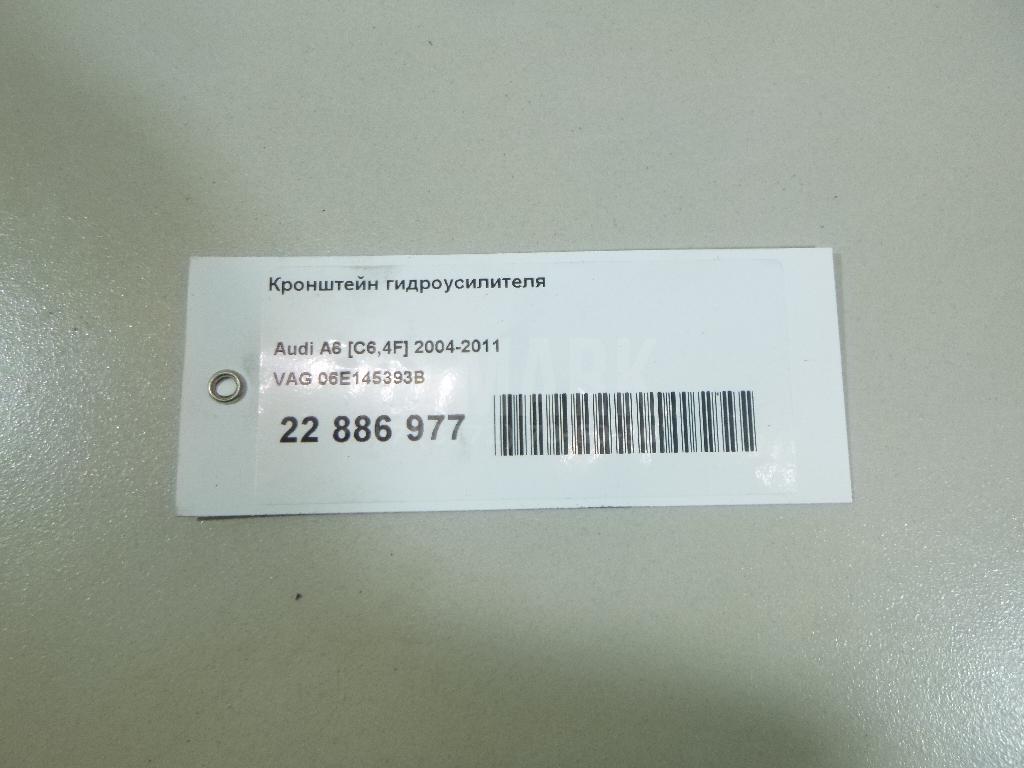 Кронштейн гидроусилителя
Audi A6 [C6,4F] 2004-2011
VAG 06E145393B
22 886 977